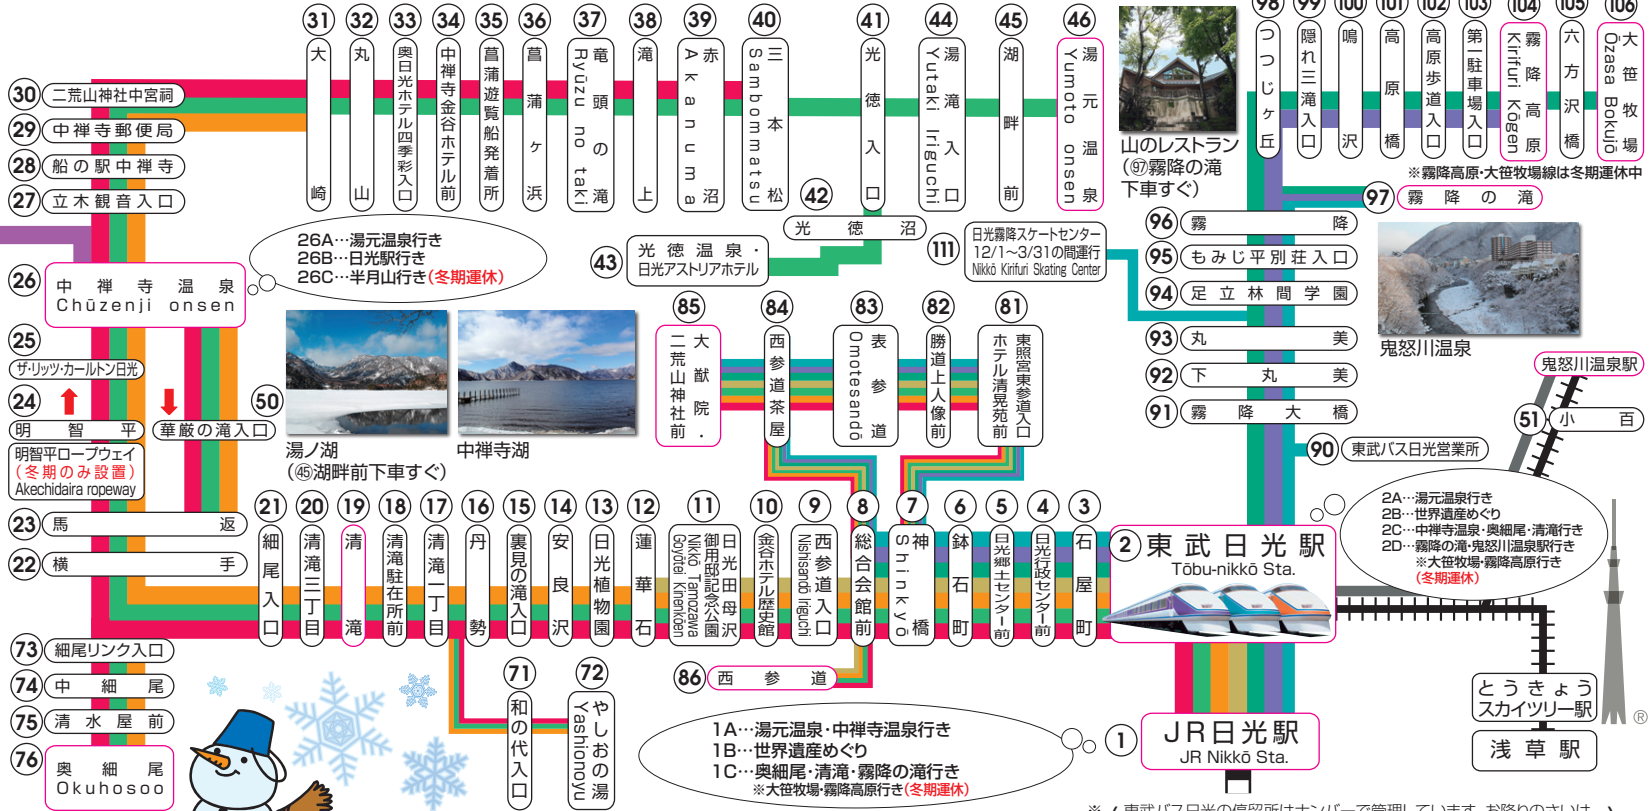 31
大崎
32
丸山
33
奥日光ホテル四季彩入口
34
中禅寺金谷ホテル前
35
菖蒲遊覧船発着所
36
菖蒲ヶ浜
37
竜頭の滝
Ryūzu no taki
38
滝上
39
赤沼
Akanuma
40
三本松
Sambommatsu
41
光徳入口
44
湯滝入口
Yutaki Iriguchi
45
湖畔前
46
湯元温泉
Yumoto onsen
山のレストラン
(97霧降の滝
下車すぐ)
98
つつじヶ丘
99
隠れ三滝入口
100
鳴沢
101
高原橋
102
高原歩道入口
103
第一駐車場入口
104
霧降高原
Kirifuri Kōgen
105
六方沢橋
106
大笹牧場
Ōzasa Bokujō
※霧降高原・大笹牧場線は冬期運休中
30
二荒山神社中宮祠
29
中禅寺郵便局
28
船の駅中禅寺
27
立木観音入口
26
中禅寺温泉
Chūzenji onsen
26A…湯元温泉行き
26B…日光駅行き
26C…半月山行き(冬期運休)
42
光徳沼
43
光徳温泉・
日光アストリアホテル
111
日光霧降スケートセンター
12/1~3/31の間運行
Nikkō Kirifuri Skating Center
97
霧降の滝
96
霧降
95
もみじ平別荘入口
94
足立林間学園
93
丸美
92
下丸美
91
霧降大橋
90
東武バス日光営業所
鬼怒川温泉
鬼怒川温泉駅
51
小百
25
ザ・リッツ・カールトン日光
24
明智平
明智平ロープウェイ
(冬期のみ設置)
Akechidaira ropeway
50
華厳の滝入口
湯ノ湖
(45湖畔前下車すぐ)
中禅寺湖
85
大猷院・
二荒山神社前
84
西参道茶屋
83
表参道
Omotesandō
82
勝道上人像前
81
東照宮東参道入口
ホテル清晃苑前
23
馬返
22
横手
21
細尾入口
20
清滝三丁目
19
清滝
18
清滝駐在所前
17
清滝一丁目
16
丹勢
15
裏見の滝入口
14
安良沢
13
日光植物園
12
蓮華石
11
日光田母沢
御用邸記念公園
Nikkō Tamozawa
Goyōtei Kinenkōen
10
金谷ホテル歴史館
9
西参道入口
Nishisandō Iriguchi
8
総合会館前
7
神橋
Shinkyō
6
鉢石町
5
日光郷土センター前
4
日光行政センター前
3
石屋町
2
東武日光駅
Tōbu-nikkō Sta.
2A…湯元温泉行き
2B…世界遺産めぐり
2C…中禅寺温泉・奥細尾・清滝行き
2D…霧降の滝・鬼怒川温泉駅行き
※大笹牧場・霧降高原行き
(冬期運休)
73
細尾リンク入口
74
中細尾
75
清水屋前
76
奥細尾
Okuhosoo
71
和の代入口
72
やしおの湯
Yashionoyu
86
西参道
1A…湯元温泉・中禅寺温泉行き
1B…世界遺産めぐり
1C…奥細尾・清滝・霧降の滝行き
※大笹牧場・霧降高原行き(冬期運休)
1
JR日光駅
JR Nikkō Sta.
とうきょう
スカイツリー駅
®
浅草駅
※(東武バス日光の停留所はナンバーで管理しています。お降りのさいは、)